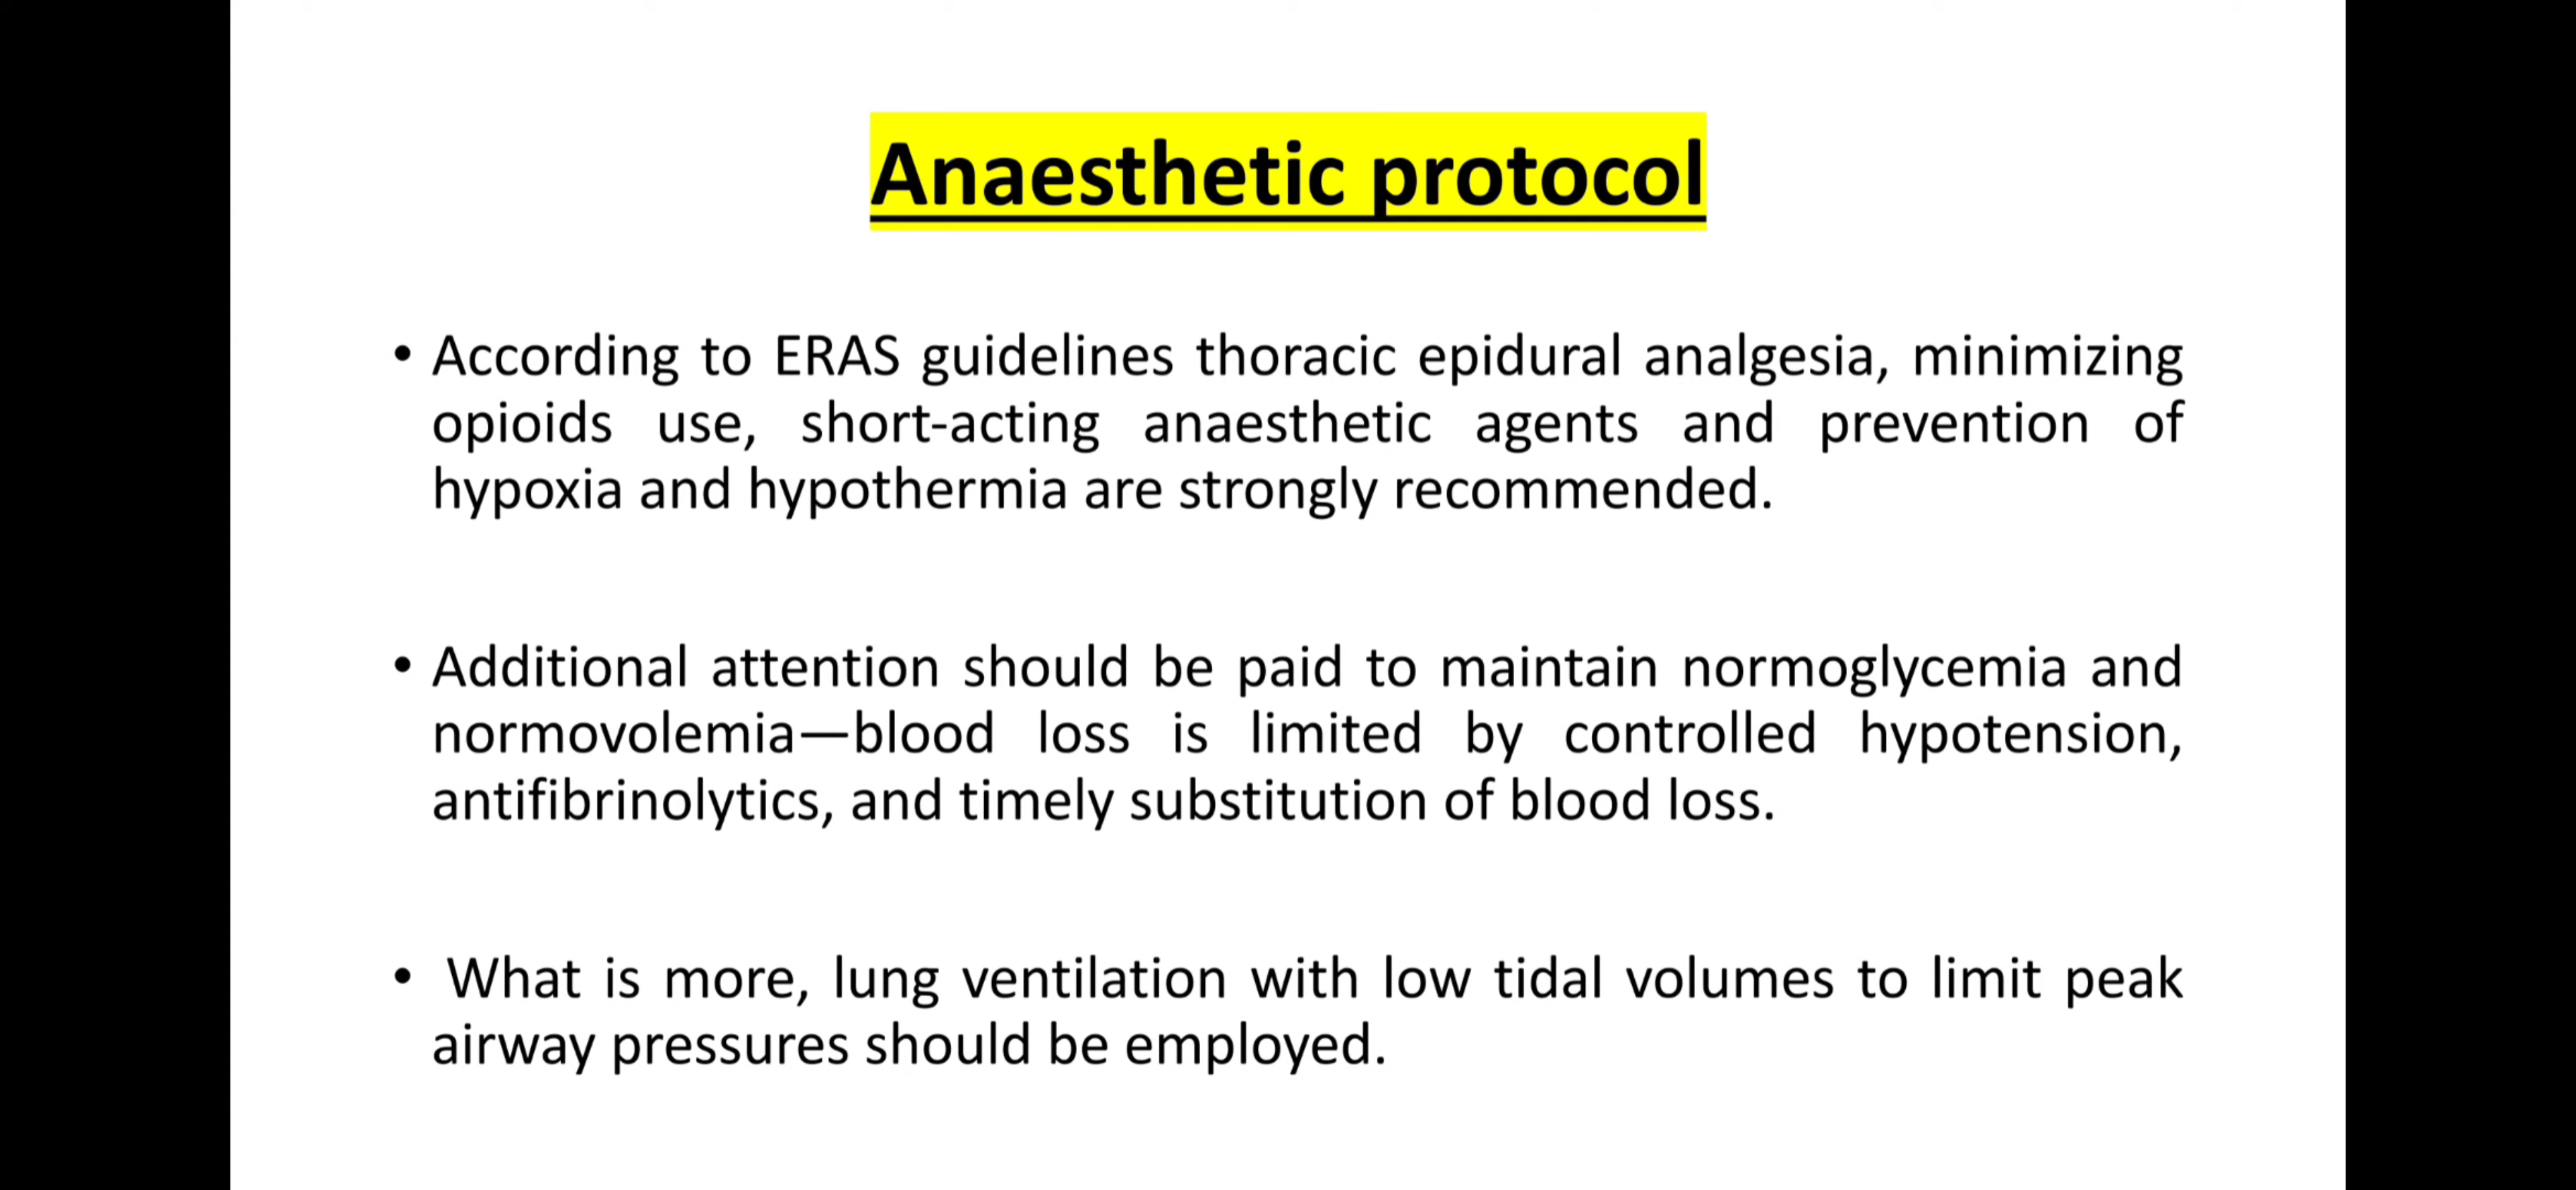 Anaesthetic protocol
• According to ERAS guidelines thoracic epidural analgesia, minimizing
opioids use, short-acting anaesthetic agents and prevention of
hypoxia and hypothermia are strongly recommended.
• Additional attention should be paid to maintain normoglycemia and
normovolemia—blood loss is limited by controlled hypotension,
antifibrinolytics, and timely substitution of blood loss.
• What is more, lung ventilation with low tidal volumes to limit peak
airway pressures should be employed.